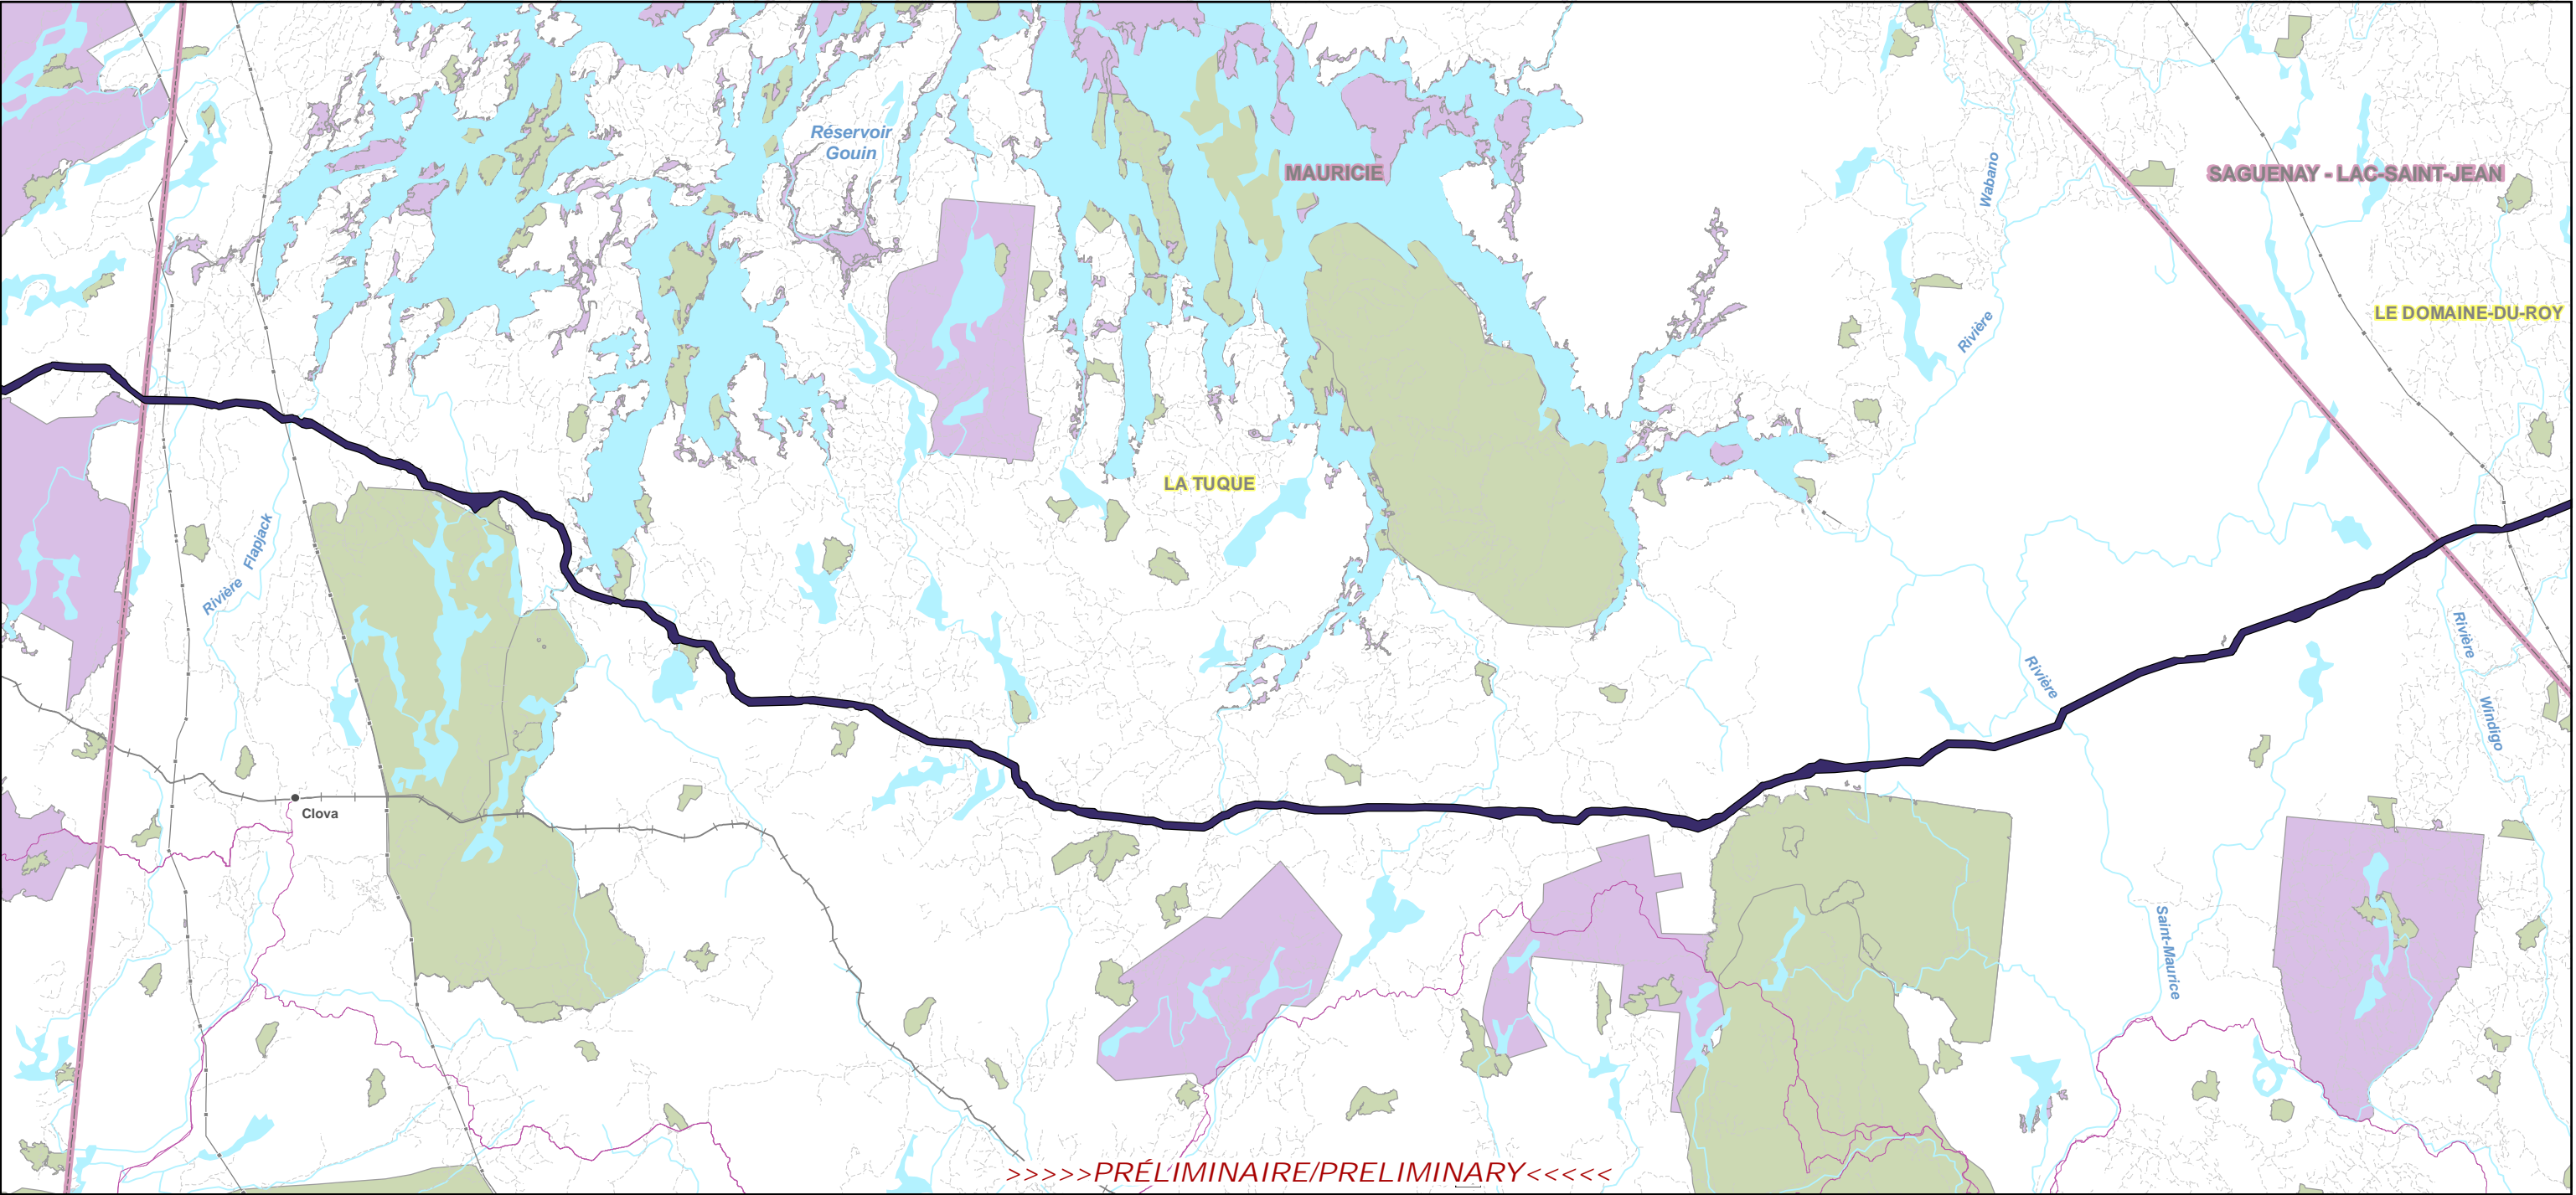 Réservoir
Gouin
MAURICIE
Wabano
Rivière
SAGUENAY - LAC-SAINT-JEAN
LE DOMAINE-DU-ROY
LA TUQUE
Rivière Flapjack
Rivière
Saint-Maurice
Rivière
Windigo
Clova
>>>>>PRÉLIMINAIRE/PRELIMINARY<<<<<